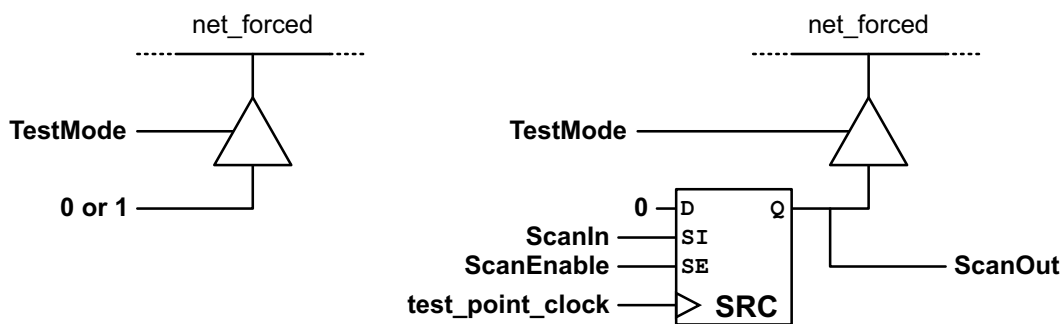 net_forced
net_forced
TestMode
TestMode
0 or 1
0
D
Q
ScanIn
SI
ScanEnable
SE
ScanOut
test_point_clock
SRC